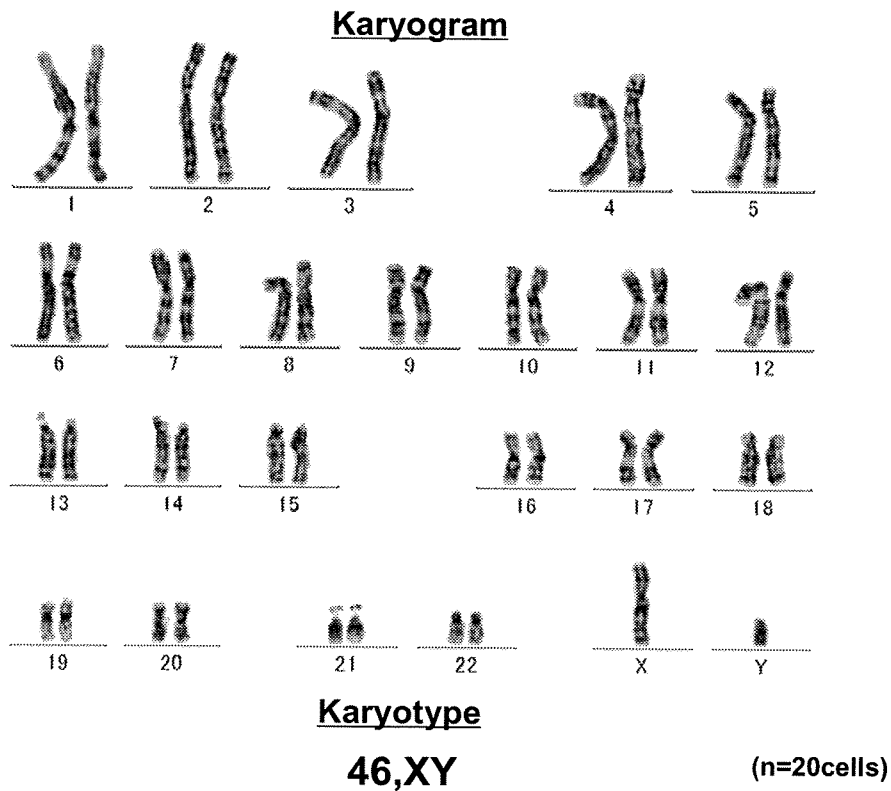 Karyogram
1 2 3 4 5
6 7 8 9 10 11 12
13 14 15 16 17 18
19 20 21 22 X Y
Karyotype
46,XY
(n=20cells)